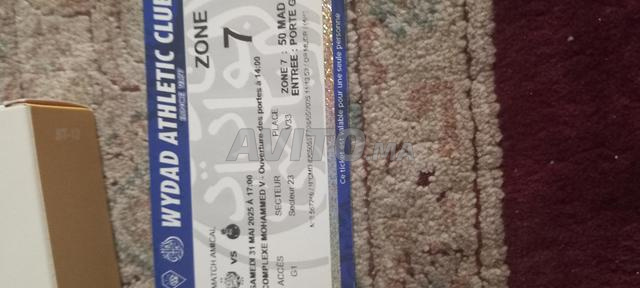 WYDAD ATHLETIC CLUB
SINCE 1937
ZONE
7
MATCH AMICAL
VS
SAMEDI 31 MAI 2025 À 17:00
COMPLEXE MOHAMMED V - Ouverture des portes à 14:00
ACCÈS SECTEUR PLACE
G1 Secteur 23 V33
ZONE 7 : 50 MAD
ENTRÉE : PORTE G
Ce ticket est valable pour une seule personne
AVITO.MA